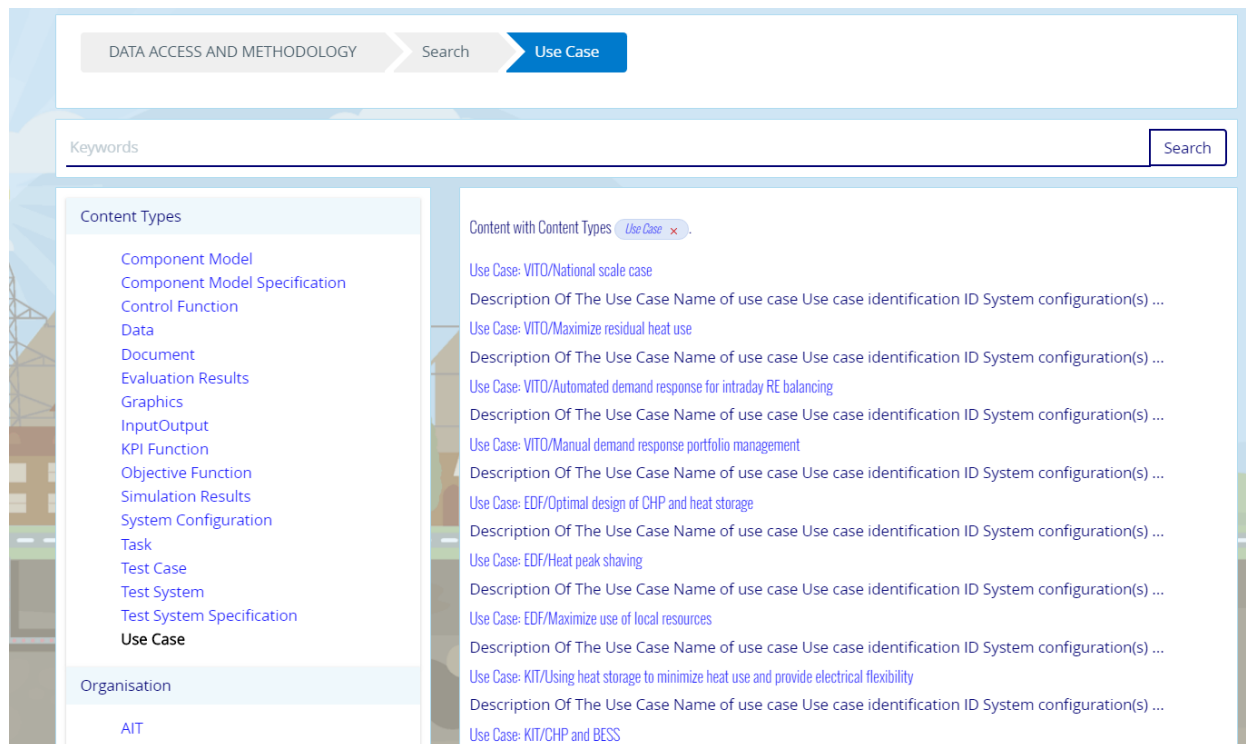 DATA ACCESS AND METHODOLOGY Search Use Case
Keywords Search
Content Types
Component Model
Component Model Specification
Control Function
Data
Document
Evaluation Results
Graphics
InputOutput
KPI Function
Objective Function
Simulation Results
System Configuration
Task
Test Case
Test System
Test System Specification
Use Case
Organisation
AIT
Content with Content Types Use Case × .
Use Case: VITO/National scale case
Description Of The Use Case Name of use case Use case identification ID System configuration(s) ...
Use Case: VITO/Maximize residual heat use
Description Of The Use Case Name of use case Use case identification ID System configuration(s) ...
Use Case: VITO/Automated demand response for intraday RE balancing
Description Of The Use Case Name of use case Use case identification ID System configuration(s) ...
Use Case: VITO/Manual demand response portfolio management
Description Of The Use Case Name of use case Use case identification ID System configuration(s) ...
Use Case: EDF/Optimal design of CHP and heat storage
Description Of The Use Case Name of use case Use case identification ID System configuration(s) ...
Use Case: EDF/Heat peak shaving
Description Of The Use Case Name of use case Use case identification ID System configuration(s) ...
Use Case: EDF/Maximize use of local resources
Description Of The Use Case Name of use case Use case identification ID System configuration(s) ...
Use Case: KIT/Using heat storage to minimize heat use and provide electrical flexibility
Description Of The Use Case Name of use case Use case identification ID System configuration(s) ...
Use Case: KIT/CHP and BESS